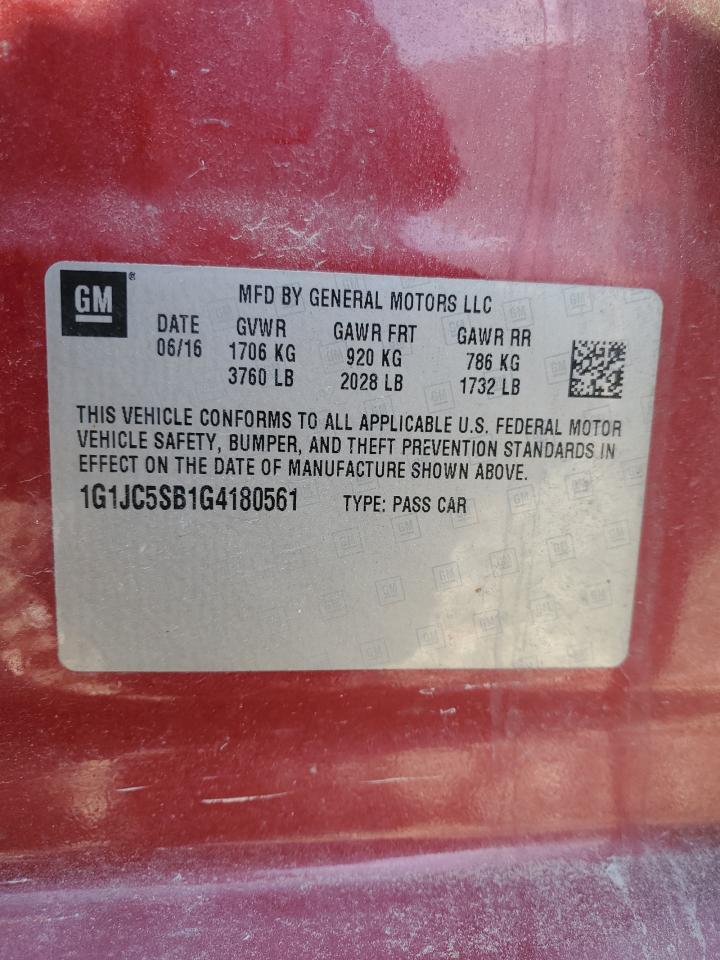 GM ®
MFD BY GENERAL MOTORS LLC
DATE GVWR GAWR FRT GAWR RR
06/16 1706 KG 920 KG 786 KG
3760 LB 2028 LB 1732 LB
THIS VEHICLE CONFORMS TO ALL APPLICABLE U.S. FEDERAL MOTOR
VEHICLE SAFETY, BUMPER, AND THEFT PREVENTION STANDARDS IN
EFFECT ON THE DATE OF MANUFACTURE SHOWN ABOVE.
1G1JC5SB1G4180561 TYPE: PASS CAR